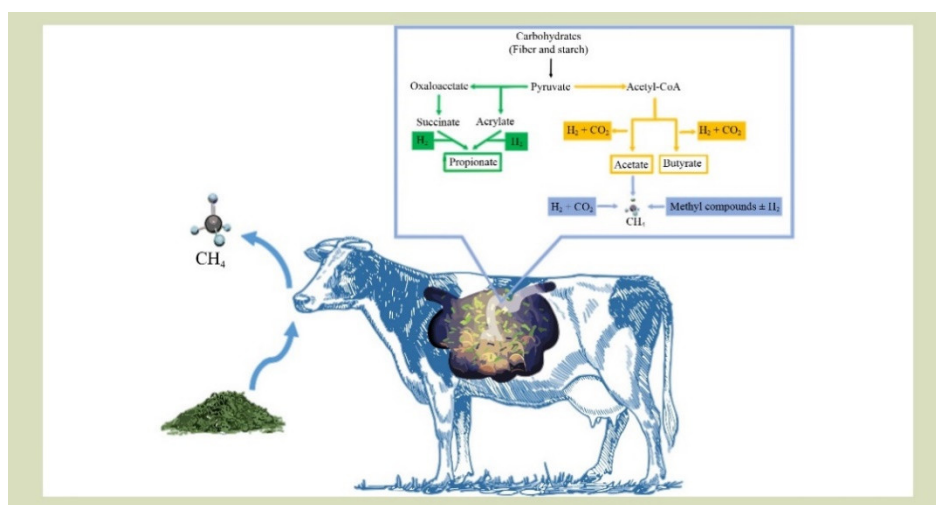 Carbohydrates
(Fiber and starch)
Oxaloacetate
Pyruvate
Acetyl-CoA
Succinate
Acrylate
H₂
H₂
Propionate
H₂ + CO₂
H₂ + CO₂
Acetate
Butyrate
H₂ + CO₂
CH₄
Methyl compounds ± H₂
CH₄